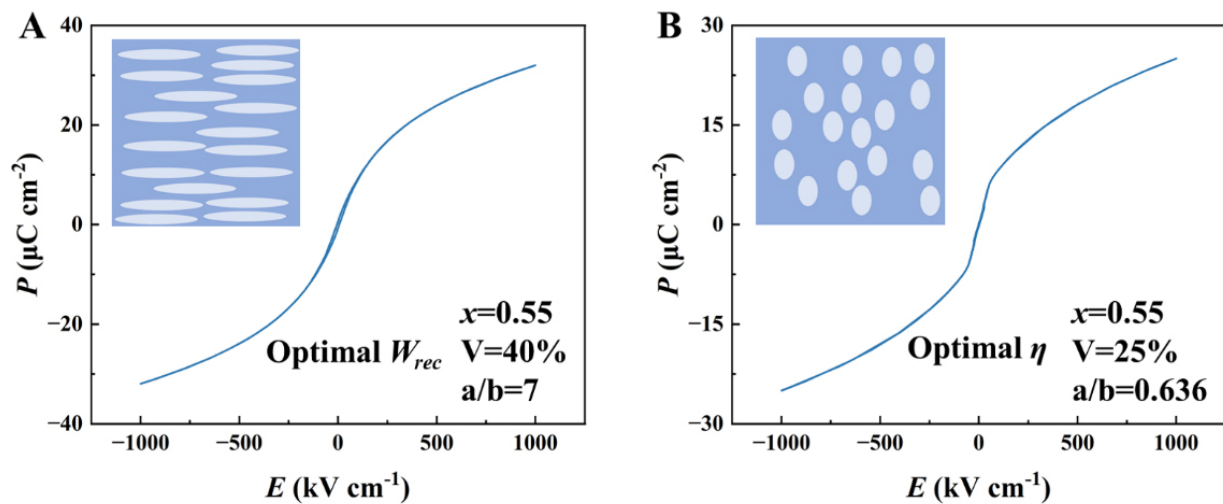 A
40
20
0
−20
−40
P (μC cm⁻²)
−1000 −500 0 500 1000
E (kV cm⁻¹)
x=0.55
Optimal Wrec V=40%
a/b=7
B
30
15
0
−15
−30
P (μC cm⁻²)
−1000 −500 0 500 1000
E (kV cm⁻¹)
x=0.55
Optimal η V=25%
a/b=0.636